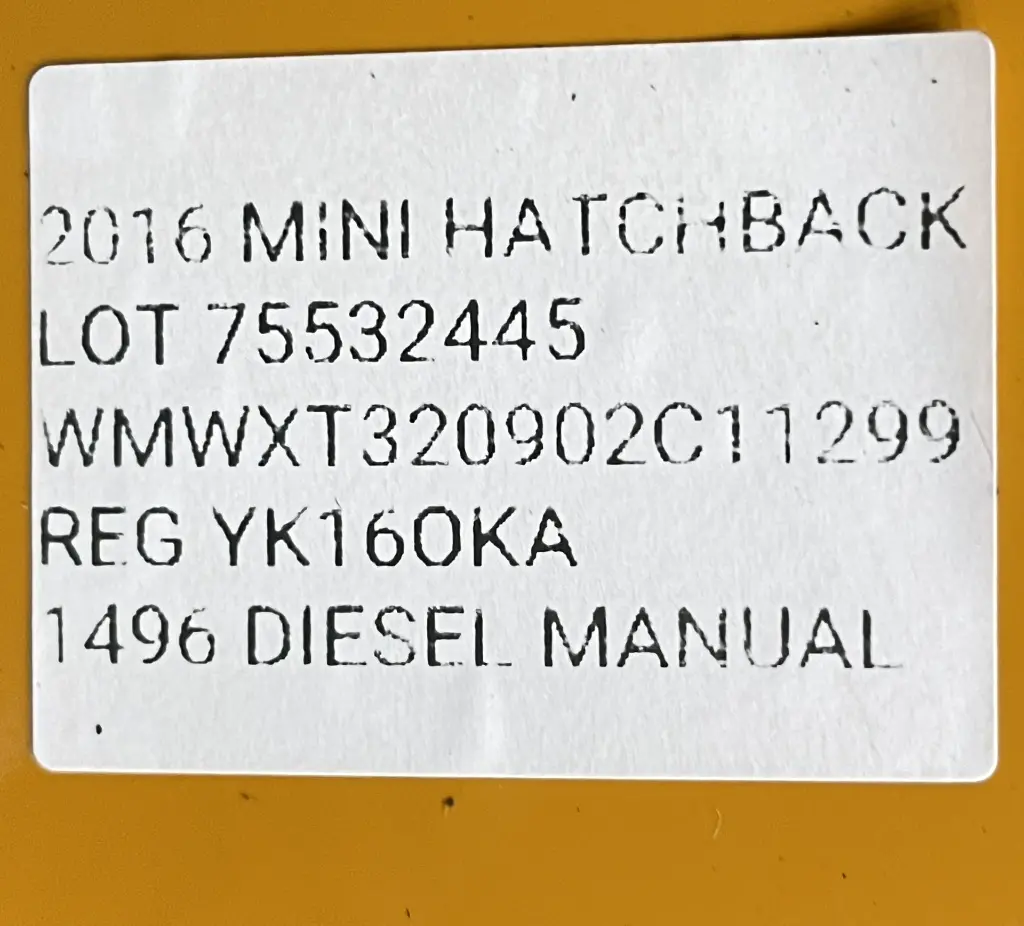 2016 MINI HATCHBACK
LOT 75532445
WMWXT320902C11299
REG YK16OKA
1496 DIESEL MANUAL